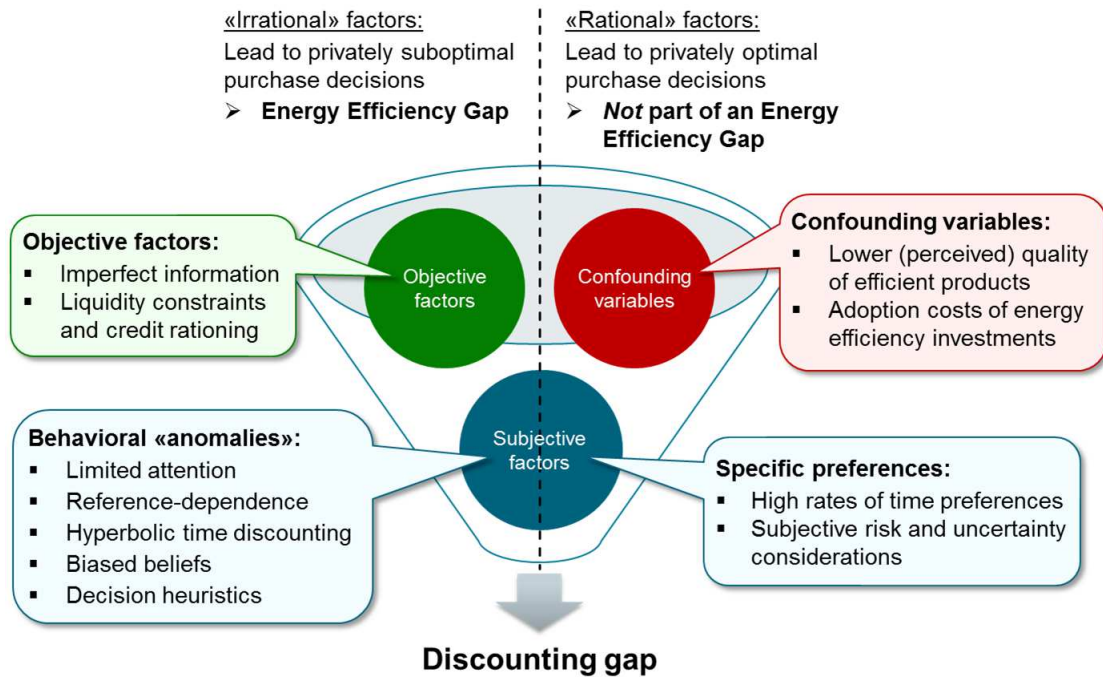 «Irrational» factors:
Lead to privately suboptimal
purchase decisions
➢ Energy Efficiency Gap
«Rational» factors:
Lead to privately optimal
purchase decisions
➢ Not part of an Energy
Efficiency Gap
Objective factors:
▪ Imperfect information
▪ Liquidity constraints
and credit rationing
Objective
factors
Confounding
variables
Confounding variables:
▪ Lower (perceived) quality
of efficient products
▪ Adoption costs of energy
efficiency investments
Behavioral «anomalies»:
▪ Limited attention
▪ Reference-dependence
▪ Hyperbolic time discounting
▪ Biased beliefs
▪ Decision heuristics
Subjective
factors
Specific preferences:
▪ High rates of time preferences
▪ Subjective risk and uncertainty
considerations
Discounting gap